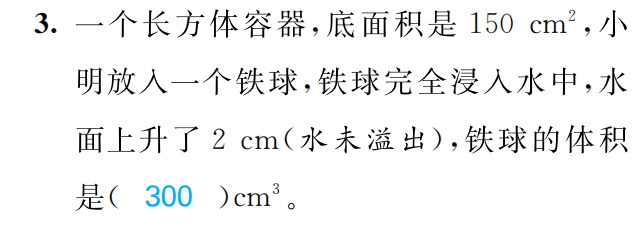 3. 一个长方体容器,底面积是 150 cm²,小
明放入一个铁球,铁球完全浸入水中,水
面上升了 2 cm(水未溢出),铁球的体积
是( 300 )cm³。